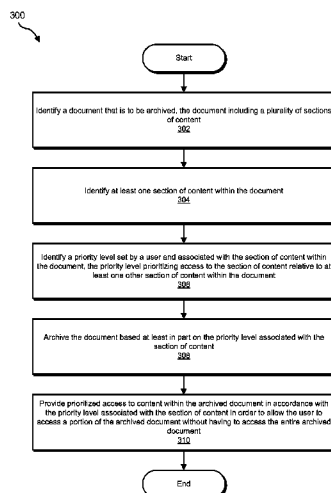 300
Start
Identify a document that is to be archived, the document including a plurality of sections
of content
302
Identify at least one section of content within the document
304
Identify a priority level set by a user and associated with the section of content within
the document, the priority level prioritizing access to the section of content relative to at
least one other section of content within the document
306
Archive the document based at least in part on the priority level associated with the
section of content
308
Provide prioritized access to content within the archived document in accordance with
the priority level associated with the section of content in order to allow the user to
access a portion of the archived document without having to access the entire archived
document
310
End